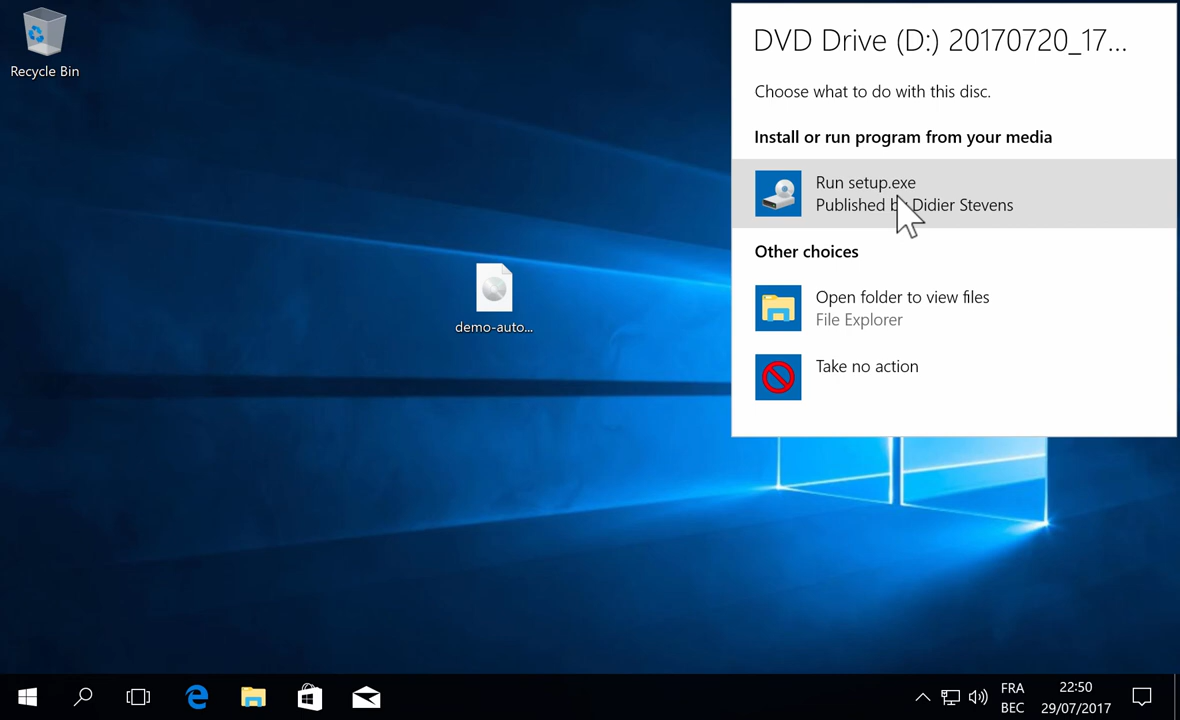 Recycle Bin
demo-auto...
DVD Drive (D:) 20170720_17...
Choose what to do with this disc.
Install or run program from your media
Run setup.exe
Published by Didier Stevens
Other choices
Open folder to view files
File Explorer
Take no action
FRA
BEC
22:50
29/07/2017